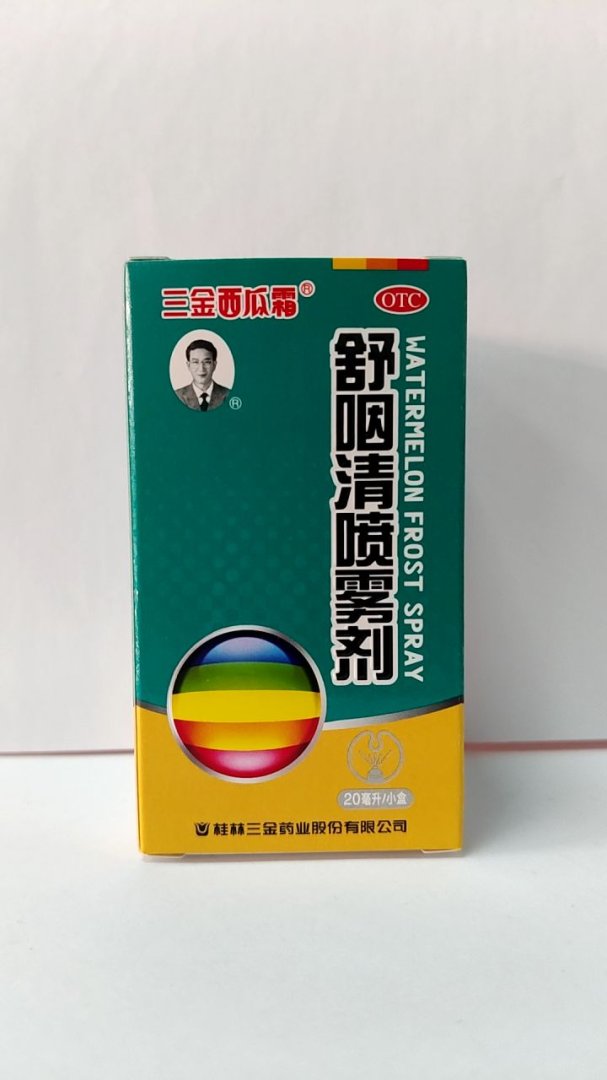 三金西瓜霜®
OTC
®
舒咽清喷雾剂
WATERMELON FROST SPRAY
20毫升/小盒
桂林三金药业股份有限公司